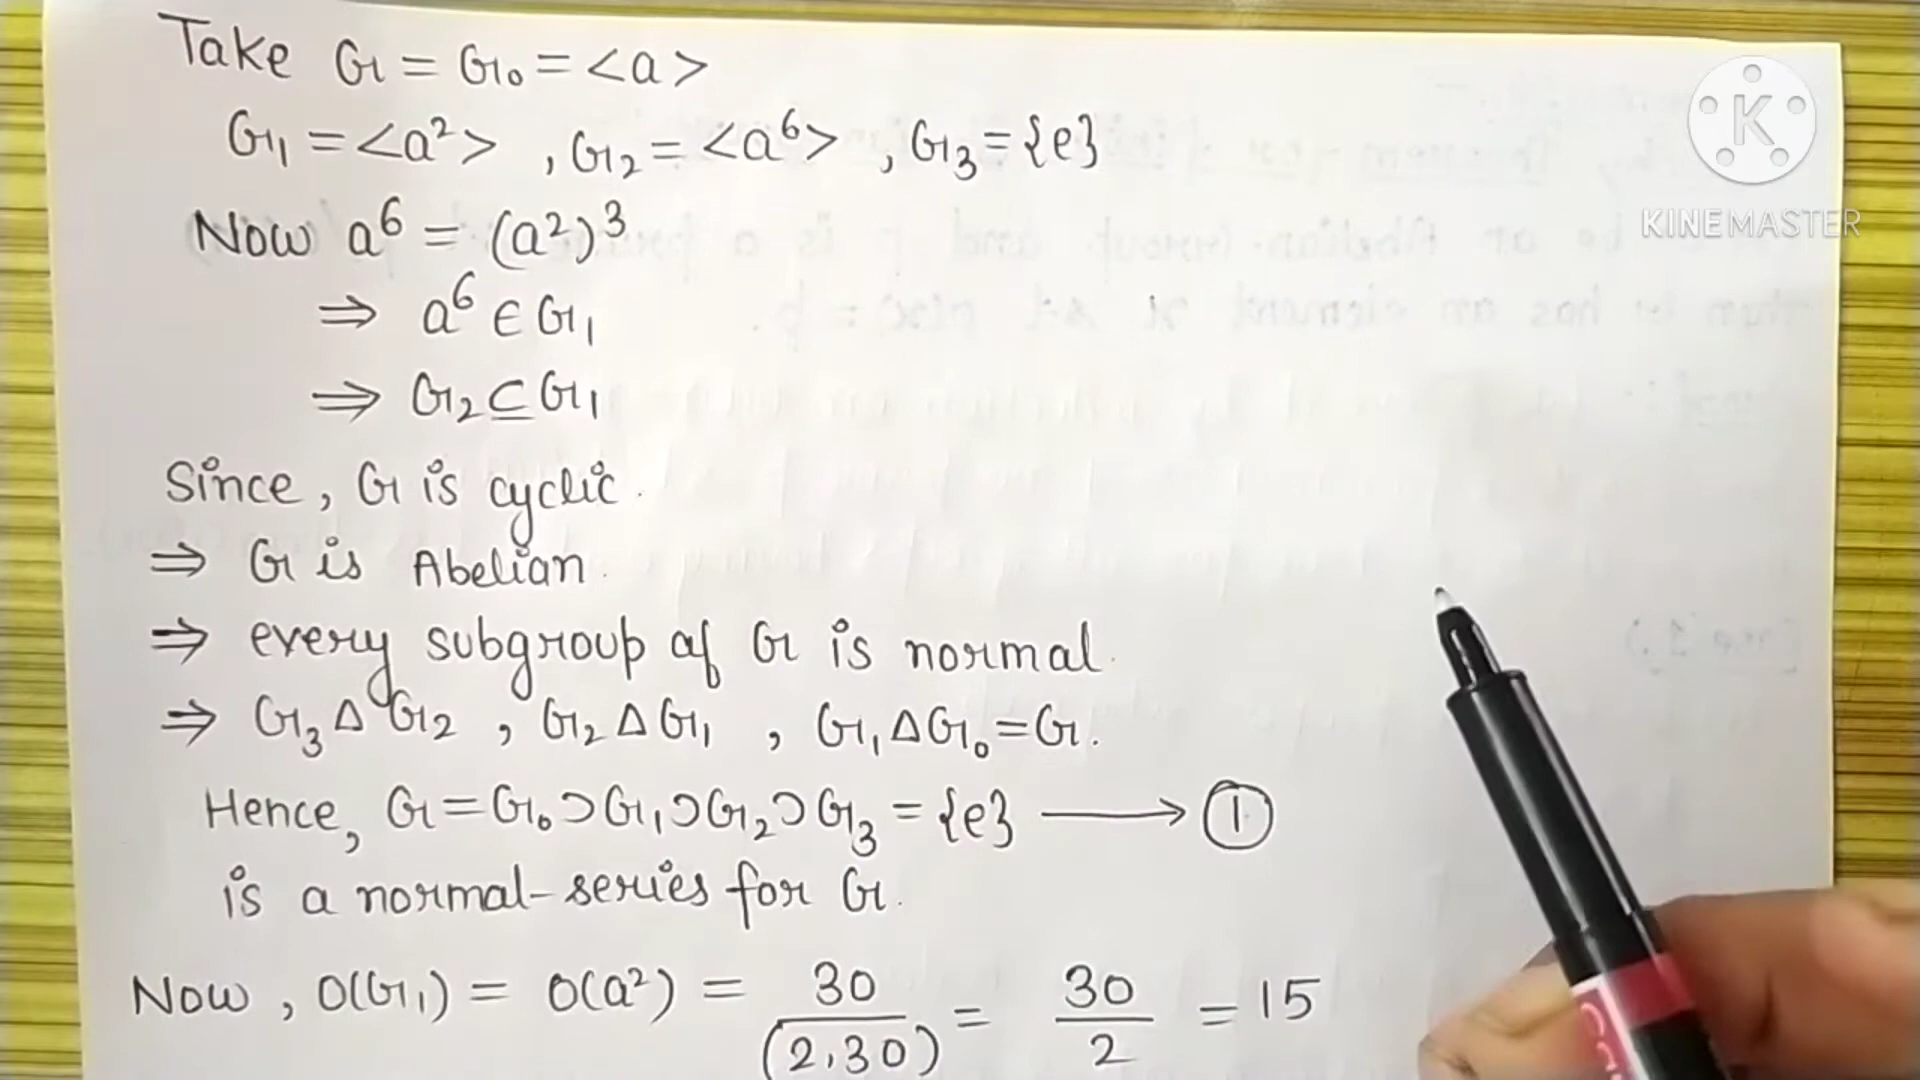 Take G = G₀ = <a>
G₁ = <a²> , G₂ = <a⁶> , G₃ = {e}
Now a⁶ = (a²)³
⇒ a⁶ ∈ G₁
⇒ G₂ ⊆ G₁
Since, G is cyclic.
⇒ G is Abelian.
⇒ every subgroup of G is normal.
⇒ G₃ Δ G₂ , G₂ Δ G₁ , G₁ Δ G₀ = G.
Hence, G = G₀ ⊃ G₁ ⊃ G₂ ⊃ G₃ = {e} ⟶ ①
is a normal-series for G.
Now, O(G₁) = O(a²) = 30/(2,30) = 30/2 = 15
K
KINEMASTER